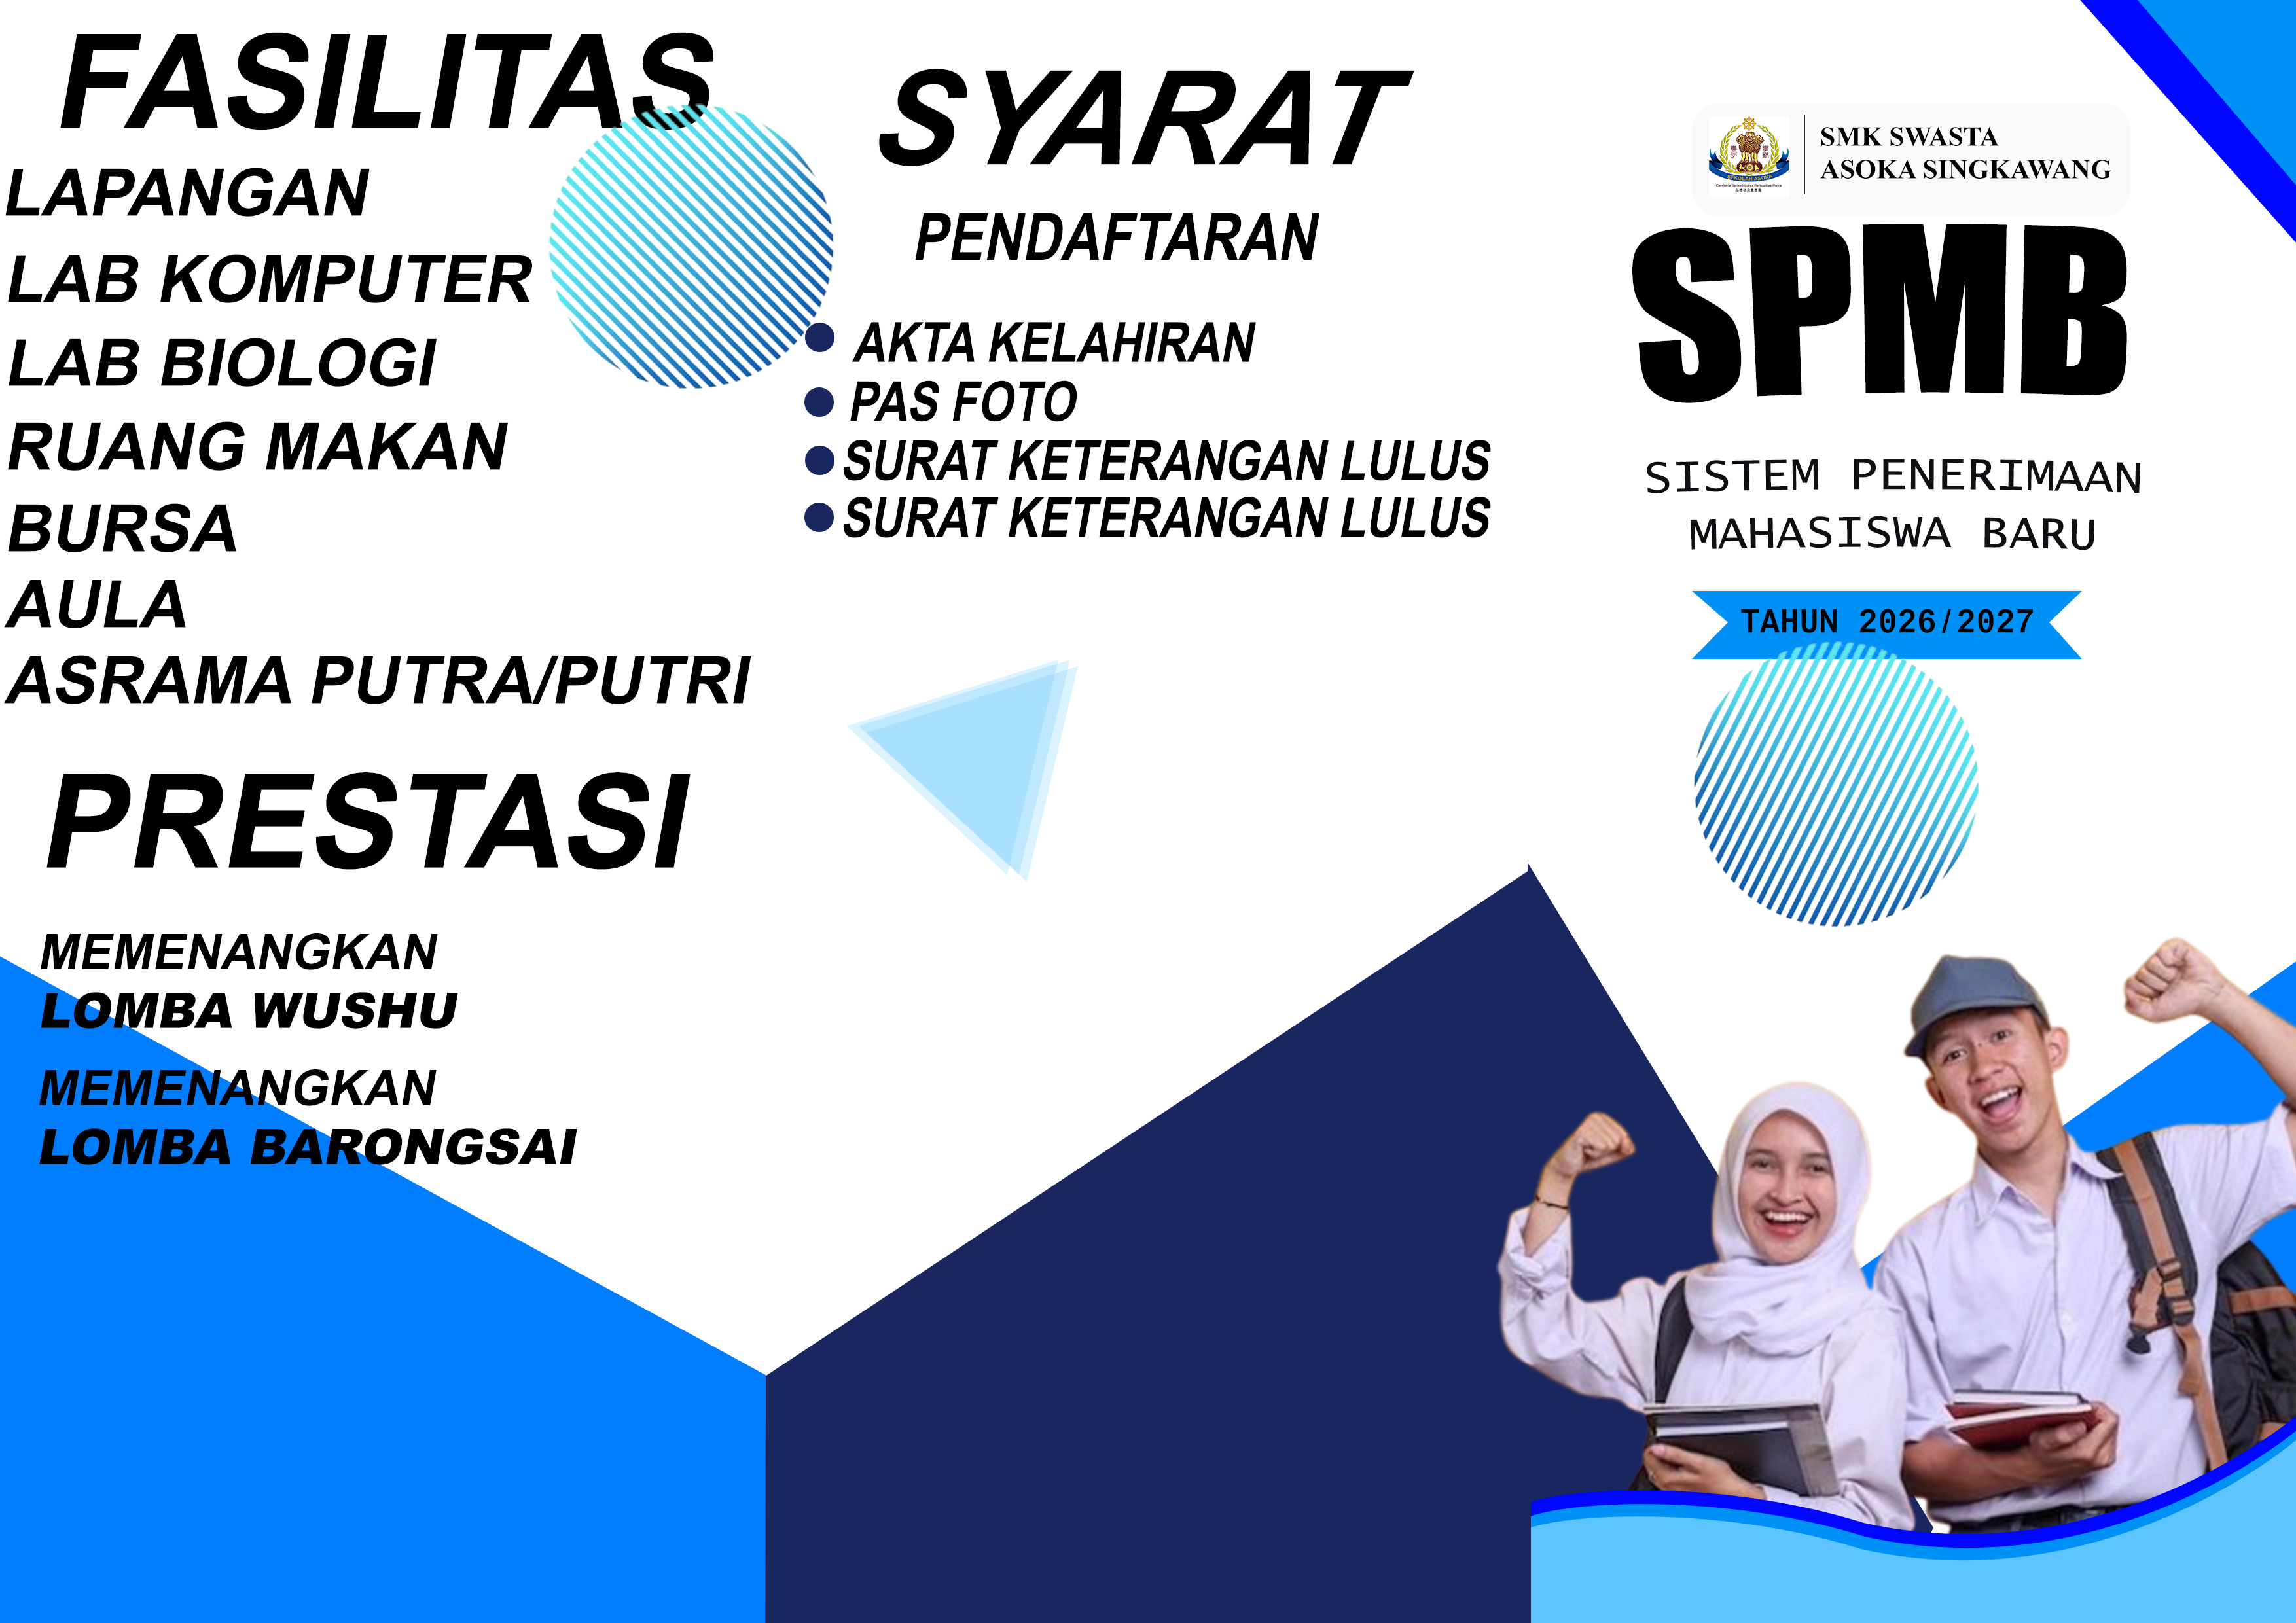 FASILITAS
LAPANGAN
LAB KOMPUTER
LAB BIOLOGI
RUANG MAKAN
BURSA
AULA
ASRAMA PUTRA/PUTRI
PRESTASI
MEMENANGKAN
LOMBA WUSHU
MEMENANGKAN
LOMBA BARONGSAI
SYARAT
PENDAFTARAN
AKTA KELAHIRAN
PAS FOTO
SURAT KETERANGAN LULUS
SURAT KETERANGAN LULUS
SEKOLAH ASOKA
SMK SWASTA
ASOKA SINGKAWANG
SPMB
SISTEM PENERIMAAN
MAHASISWA BARU
TAHUN 2026/2027